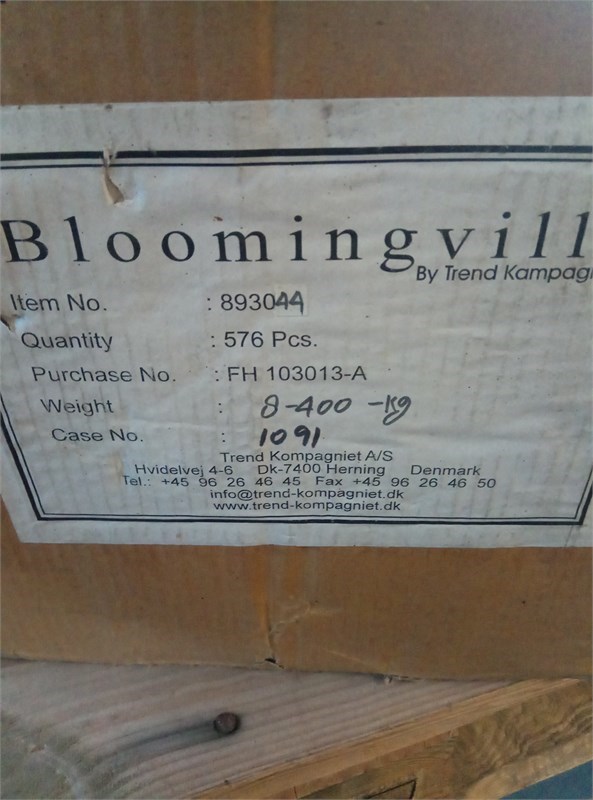 Bloomingvill
By Trend Kampagn
Item No. : 893044
Quantity : 576 Pcs.
Purchase No. : FH 103013-A
Weight : 8-400 -kg
Case No. : 1091
Trend Kompagniet A/S
Hvidelvej 4-6 Dk-7400 Herning Denmark
Tel.: +45 96 26 46 45 Fax +45 96 26 46 50
info@trend-kompagniet.dk
www.trend-kompagniet.dk